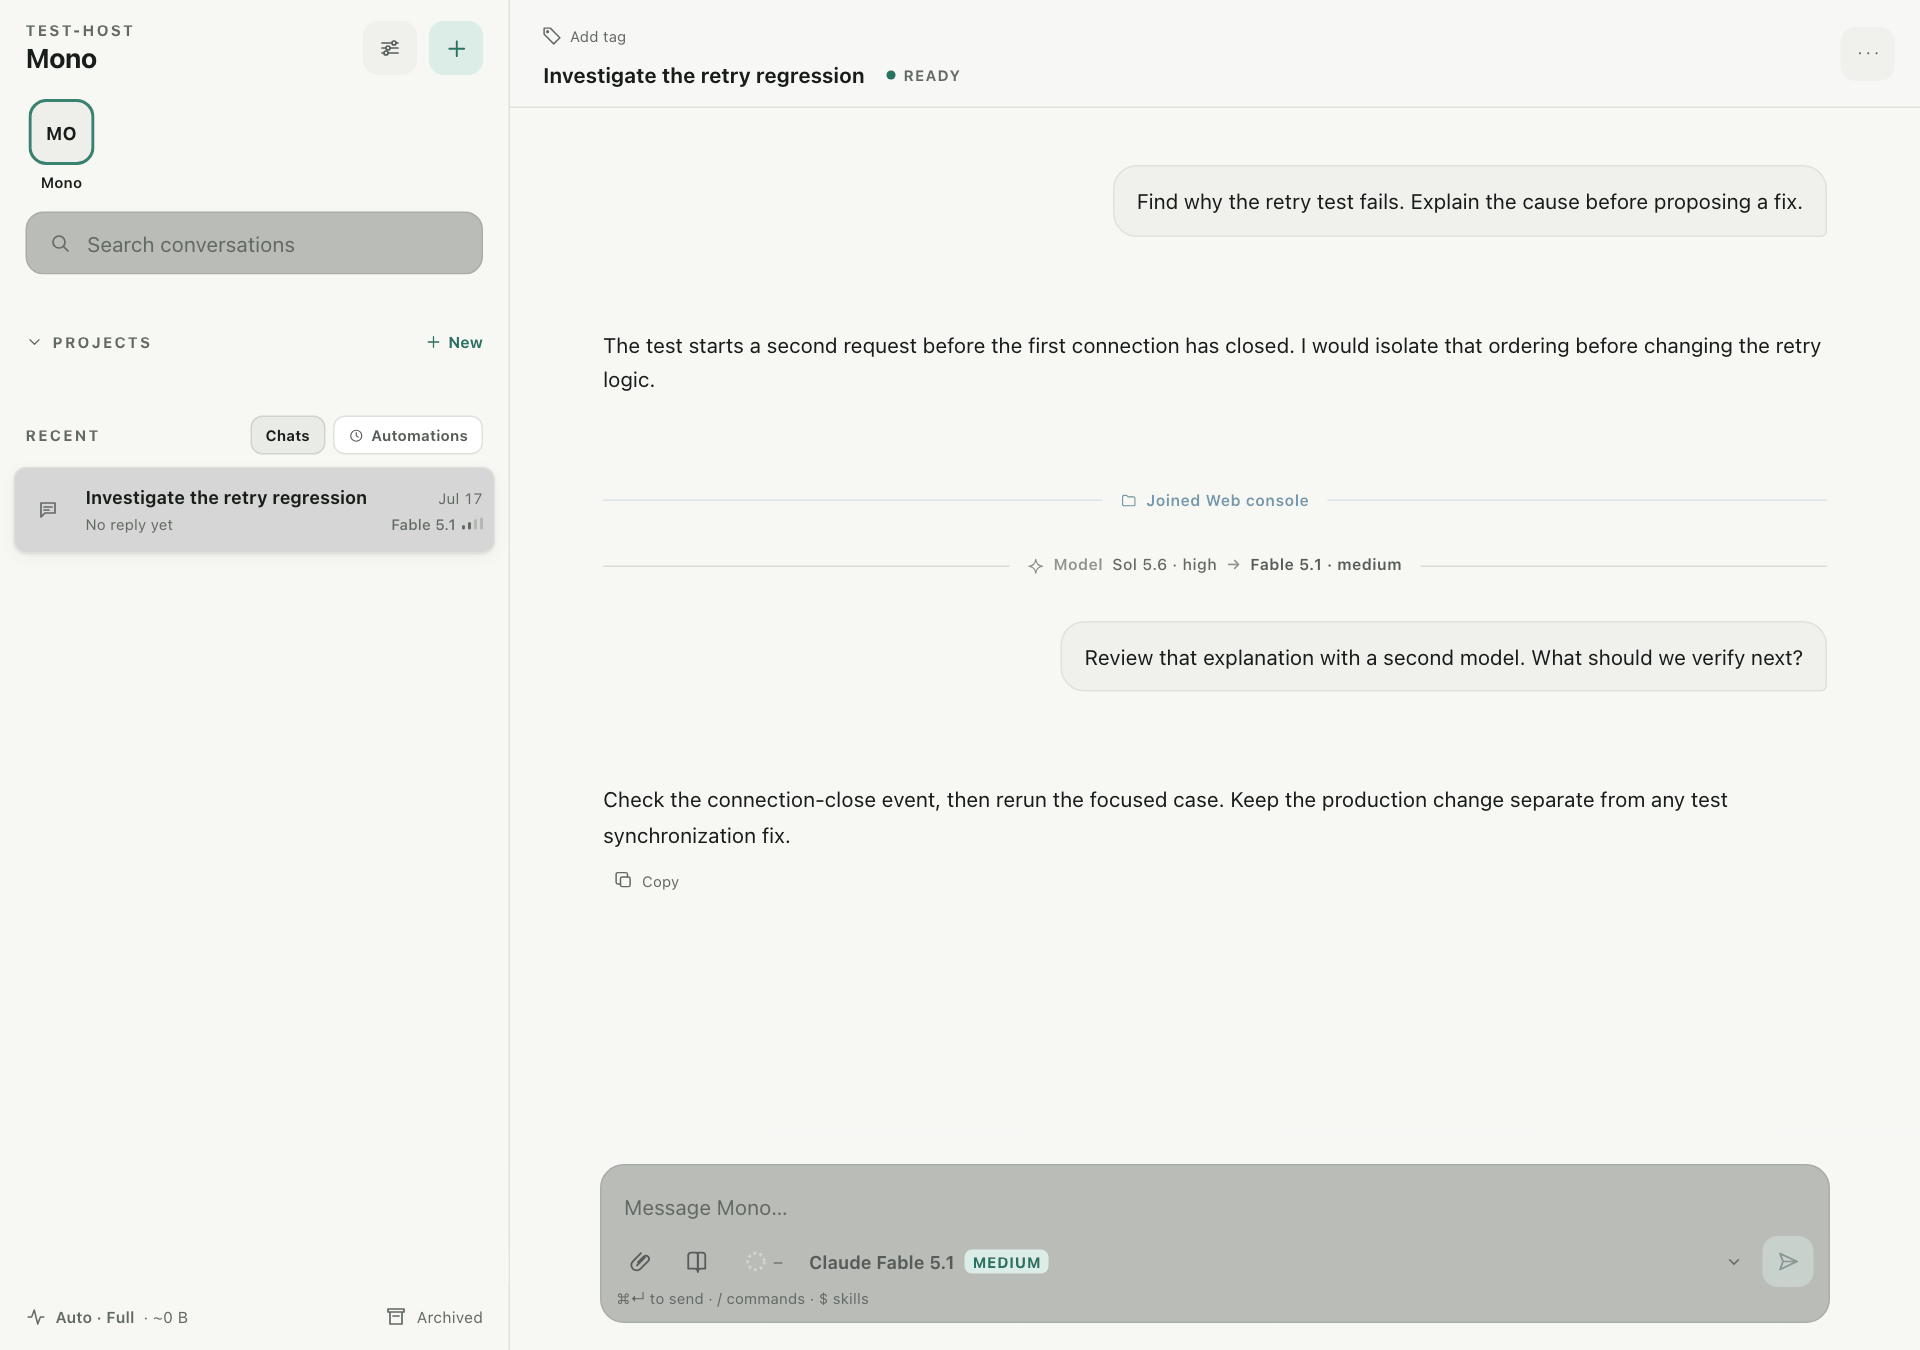 TEST-HOST
Mono
MO
Mono
Search conversations
PROJECTS
New
RECENT
Chats
Automations
Investigate the retry regression
Jul 17
No reply yet
Fable 5.1
Auto · Full · ~0 B
Archived
Add tag
Investigate the retry regression
READY
···
Find why the retry test fails. Explain the cause before proposing a fix.
The test starts a second request before the first connection has closed. I would isolate that ordering before changing the retry
logic.
Joined Web console
Model Sol 5.6 · high → Fable 5.1 · medium
Review that explanation with a second model. What should we verify next?
Check the connection-close event, then rerun the focused case. Keep the production change separate from any test
synchronization fix.
Copy
Message Mono...
– Claude Fable 5.1 MEDIUM
⌘↵ to send · / commands · $ skills